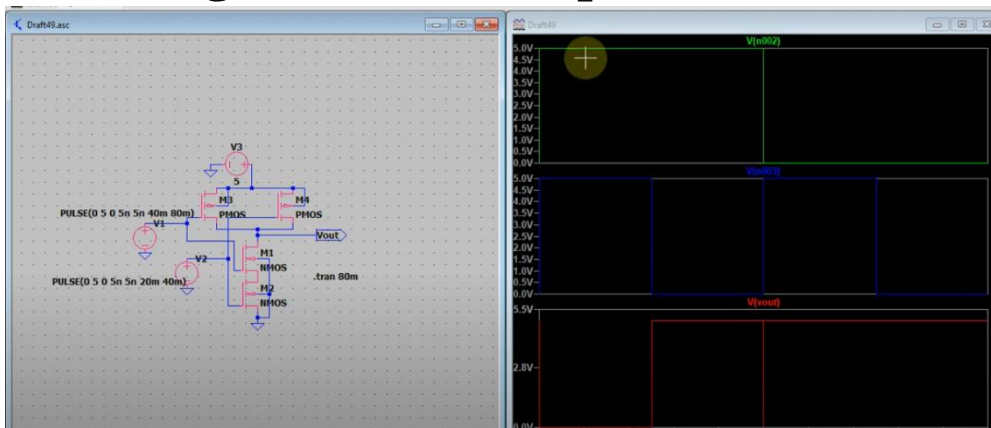 Draft49.asc
V3
5
M3
M4
PMOS
PMOS
PULSE(0 5 0 5n 5n 40m 80m)
V1
Vout
V2
M1
NMOS
.tran 80m
PULSE(0 5 0 5n 5n 20m 40m)
M2
NMOS
Draft49
V(n002)
5.0V
4.5V
4.0V
3.5V
3.0V
2.5V
2.0V
1.5V
1.0V
0.5V
0.0V
V(n003)
5.0V
4.5V
4.0V
3.5V
3.0V
2.5V
2.0V
1.5V
1.0V
0.5V
0.0V
V(vout)
5.5V
2.8V
0.0V